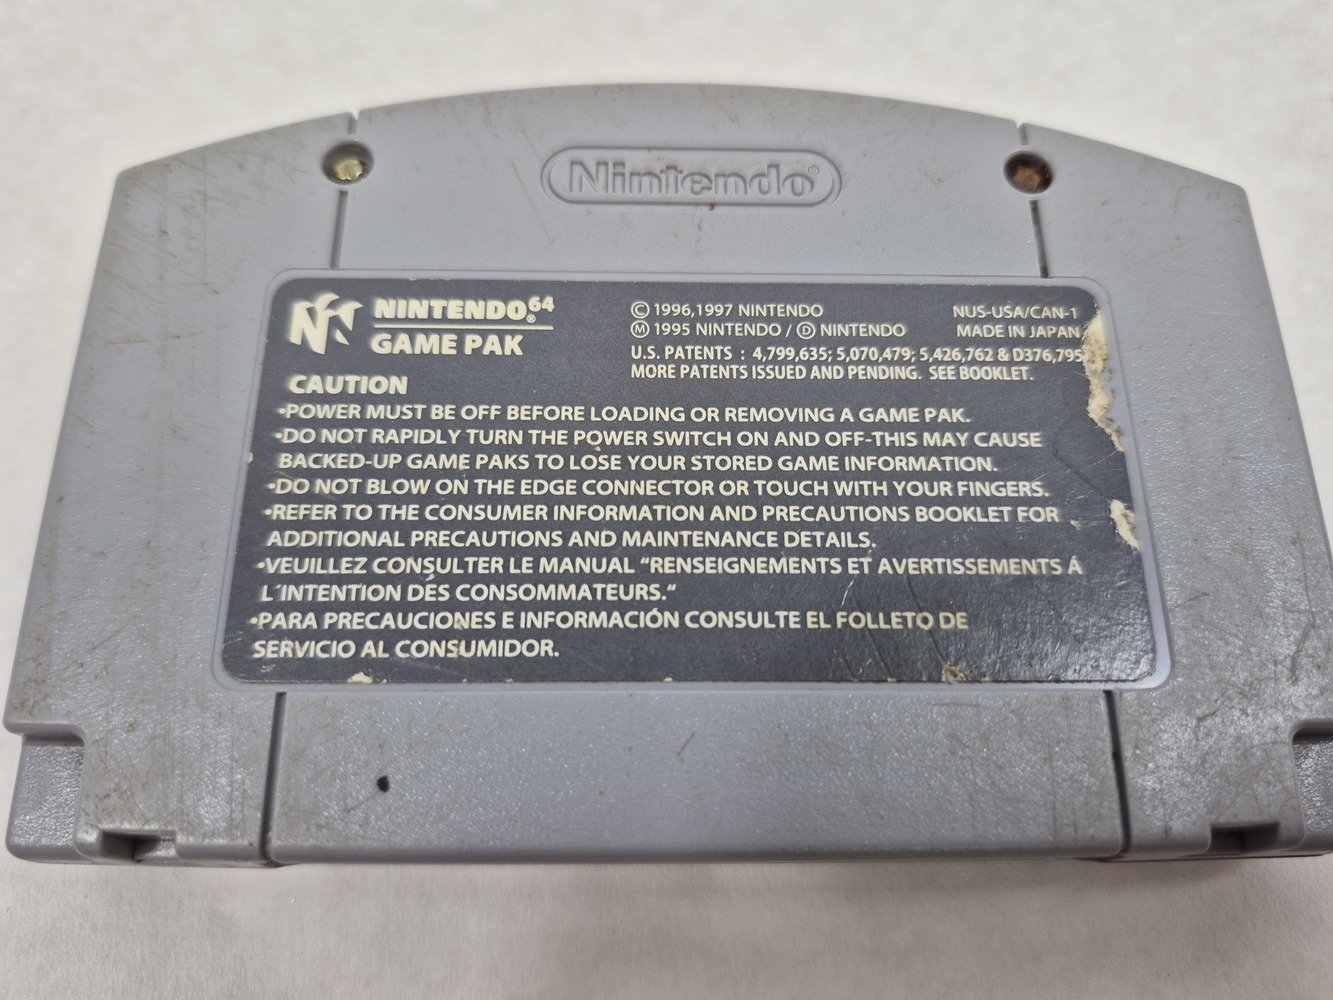 Nintendo®
NINTENDO®64
GAME PAK
© 1996,1997 NINTENDO
Ⓜ 1995 NINTENDO / Ⓓ NINTENDO
NUS-USA/CAN-1
MADE IN JAPAN
U.S. PATENTS : 4,799,635; 5,070,479; 5,426,762 & D376,795
MORE PATENTS ISSUED AND PENDING. SEE BOOKLET.
CAUTION
•POWER MUST BE OFF BEFORE LOADING OR REMOVING A GAME PAK.
•DO NOT RAPIDLY TURN THE POWER SWITCH ON AND OFF-THIS MAY CAUSE
BACKED-UP GAME PAKS TO LOSE YOUR STORED GAME INFORMATION.
•DO NOT BLOW ON THE EDGE CONNECTOR OR TOUCH WITH YOUR FINGERS.
•REFER TO THE CONSUMER INFORMATION AND PRECAUTIONS BOOKLET FOR
ADDITIONAL PRECAUTIONS AND MAINTENANCE DETAILS.
•VEUILLEZ CONSULTER LE MANUAL "RENSEIGNEMENTS ET AVERTISSEMENTS Á
L'INTENTION DES CONSOMMATEURS."
•PARA PRECAUCIONES E INFORMACIÓN CONSULTE EL FOLLETO DE
SERVICIO AL CONSUMIDOR.